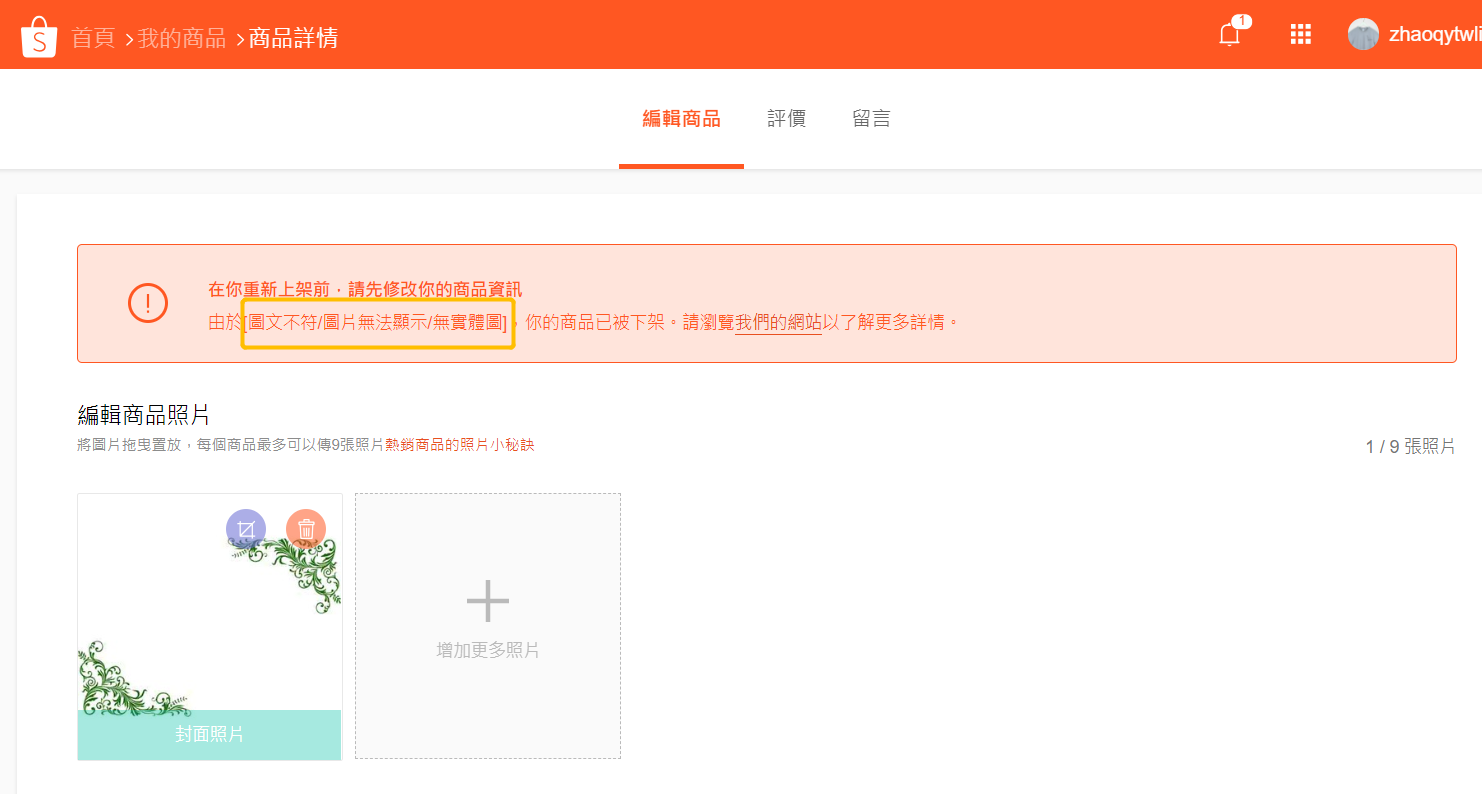 S 首頁 >我的商品 >商品詳情 1 zhaoqytwli
編輯商品 評價 留言
在你重新上架前，請先修改你的商品資訊
由於[圖文不符/圖片無法顯示/無實體圖]，你的商品已被下架。請瀏覽我們的網站以了解更多詳情。
編輯商品照片
將圖片拖曳置放，每個商品最多可以傳9張照片熱銷商品的照片小秘訣
1 / 9 張照片
增加更多照片
封面照片